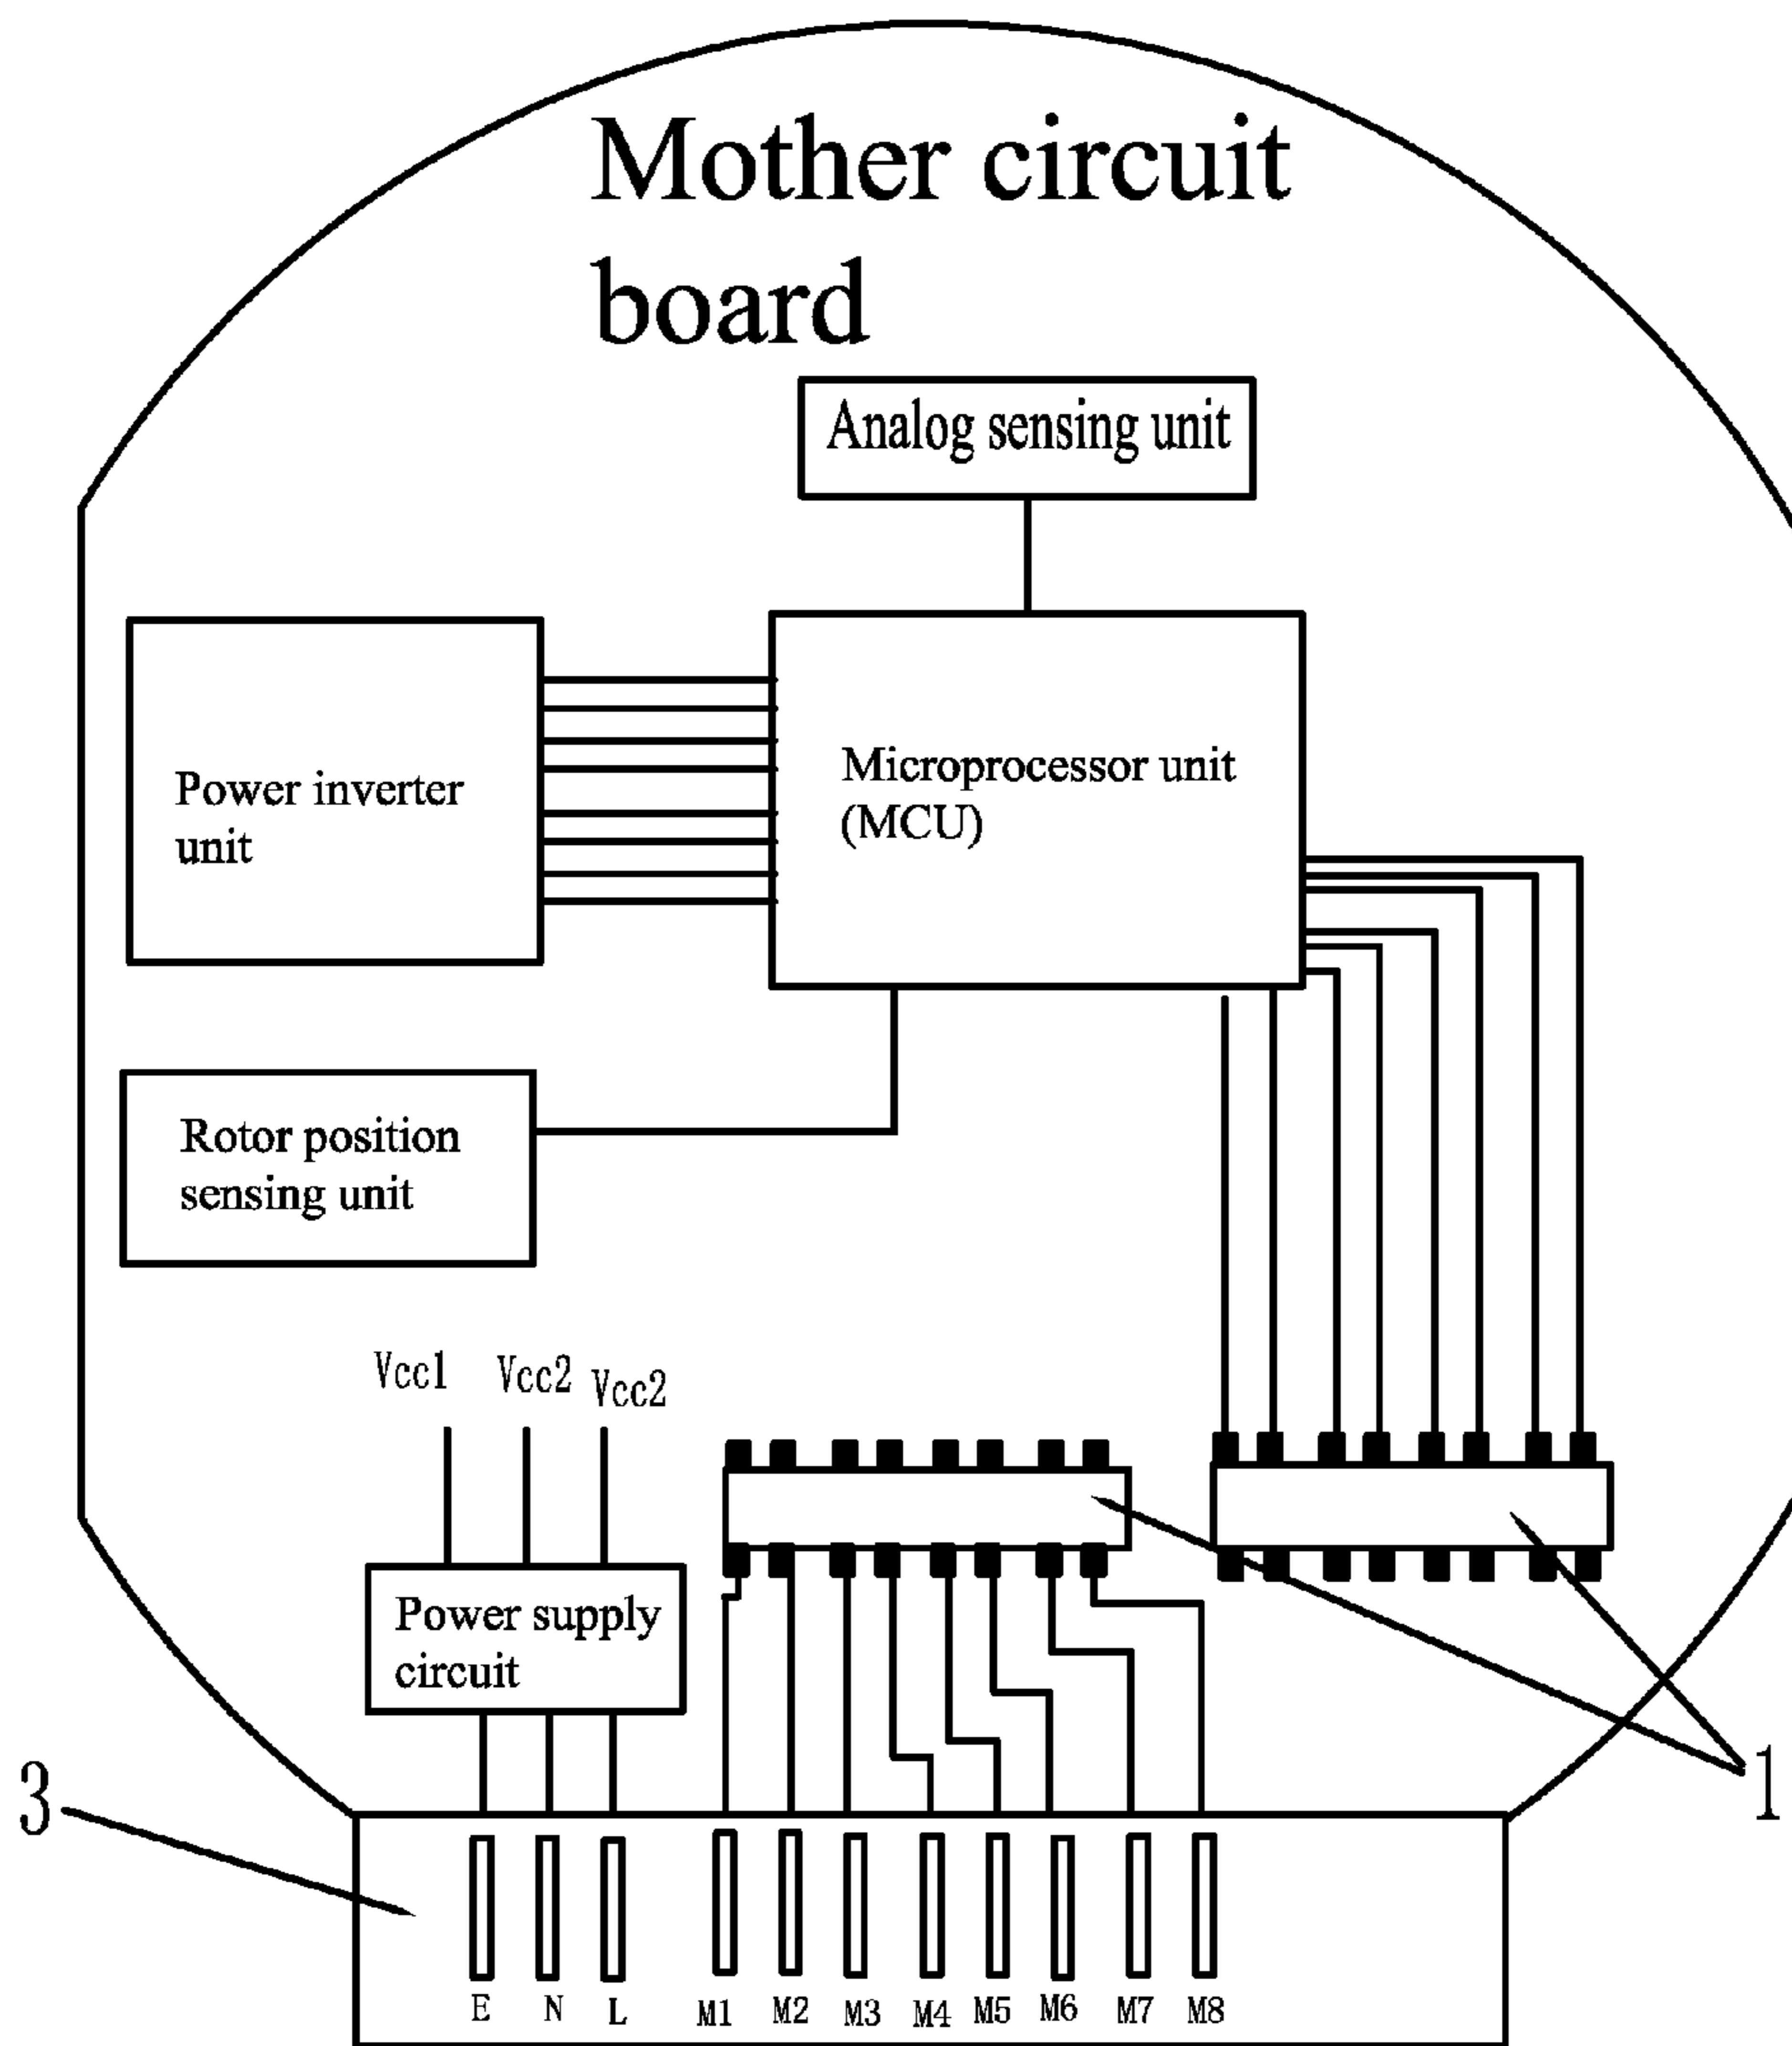 Mother circuit
board
Analog sensing unit
Power inverter
unit
Microprocessor unit
(MCU)
Rotor position
sensing unit
Vcc1 Vcc2 Vcc2
Power supply
circuit
3
1
E N L M1 M2 M3 M4 M5 M6 M7 M8